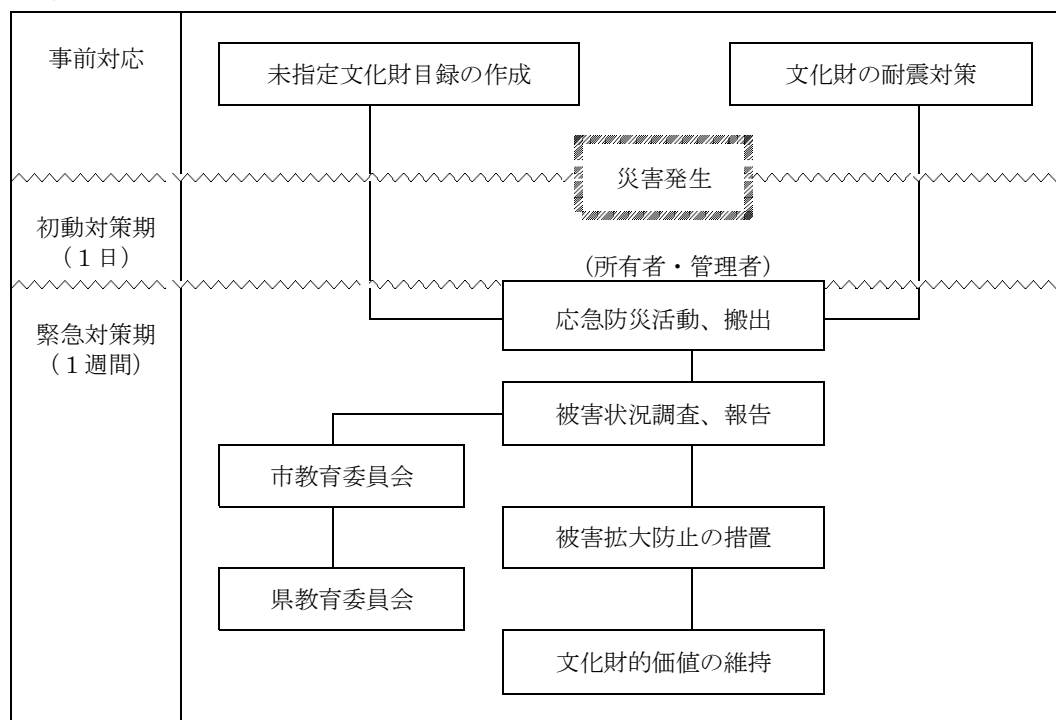 事前対応
未指定文化財目録の作成
文化財の耐震対策
災害発生
初動対策期
（１日）
（所有者・管理者）
緊急対策期
（１週間）
応急防災活動、搬出
被害状況調査、報告
市教育委員会
被害拡大防止の措置
県教育委員会
文化財的価値の維持